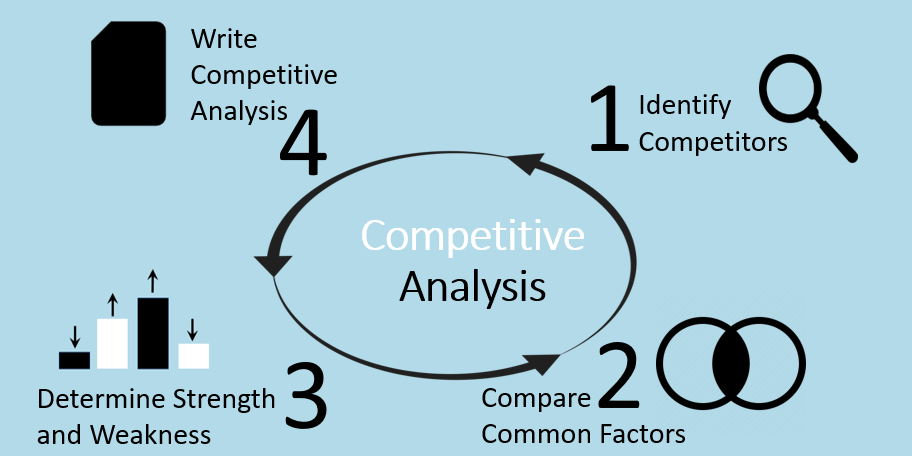 Competitive
Analysis
1
Identify
Competitors
2
Compare
Common Factors
3
Determine Strength
and Weakness
4
Write
Competitive
Analysis